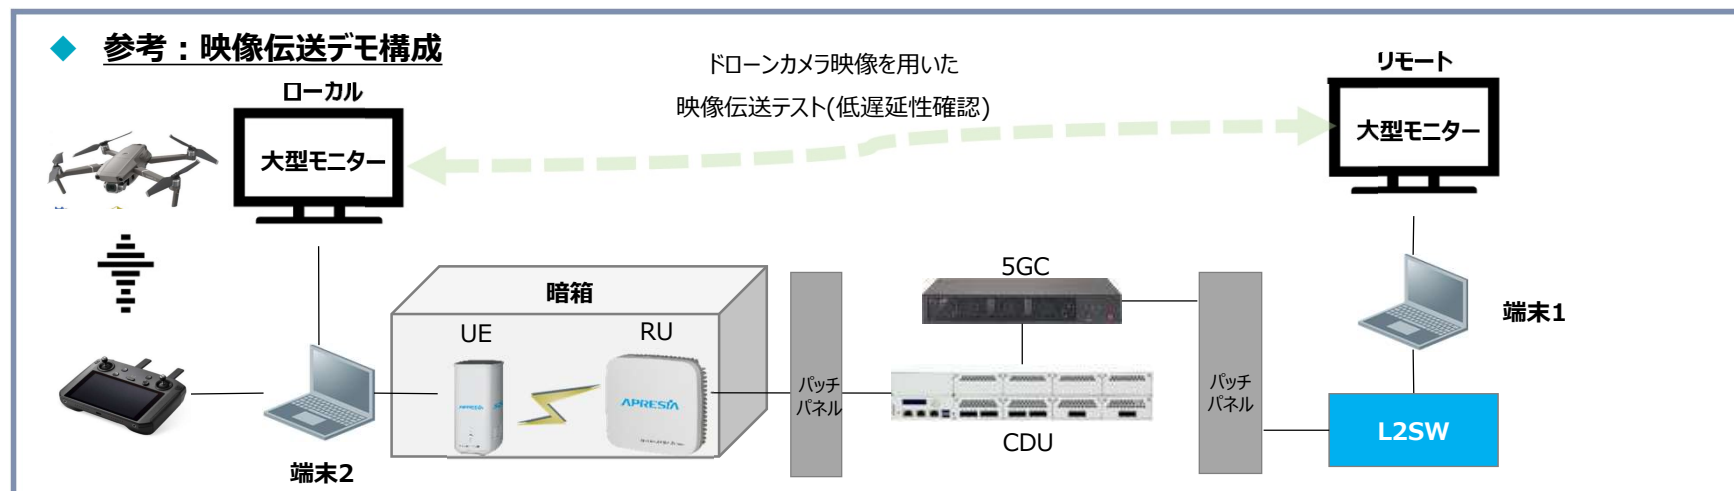 参考：映像伝送デモ構成
ドローンカメラ映像を用いた
映像伝送テスト(低遅延性確認)
ローカル
リモート
大型モニター
大型モニター
暗箱
UE
RU
APRESIA
APRESIA
パッチ
パネル
5GC
CDU
パッチ
パネル
端末1
L2SW
端末2